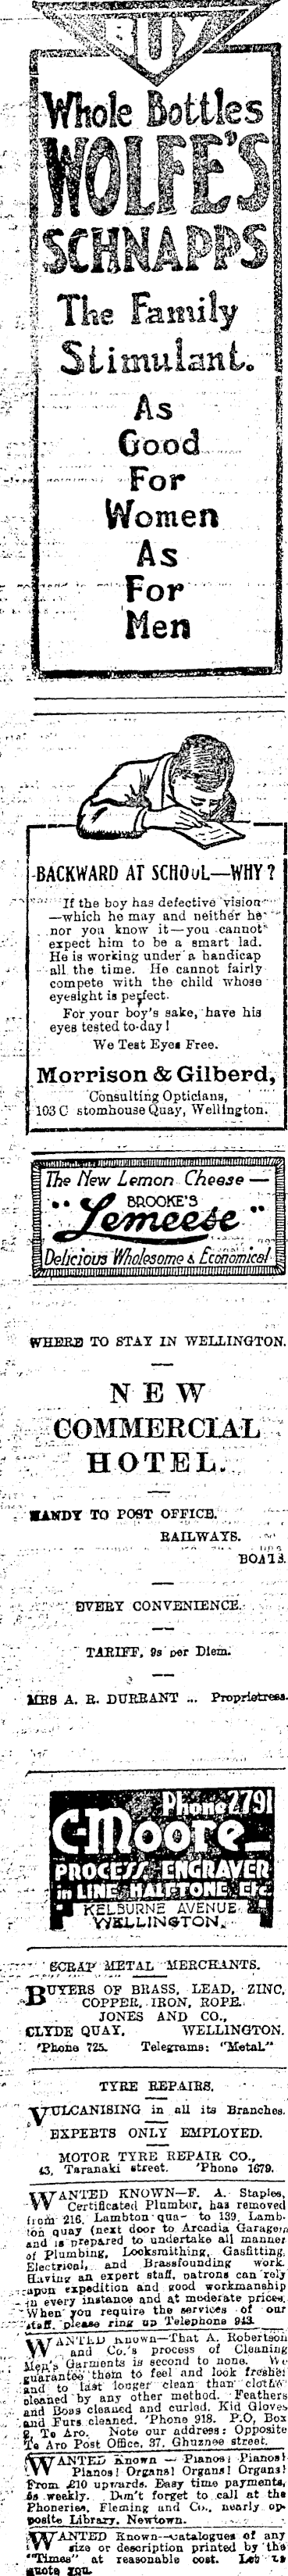 BUY
Whole Bottles
WOLFE'S
SCHNAPPS
The Family
Stimulant.
As
Good
For
Women
As
For
Men
BACKWARD AT SCHOOL—WHY?
If the boy has defective vision
—which he may and neither he
nor you know it—you cannot
expect him to be a smart lad.
He is working under a handicap
all the time. He cannot fairly
compete with the child whose
eyesight is perfect.
For your boy's sake, have his
eyes tested to-day!
We Test Eyes Free.
Morrison & Gilberd,
Consulting Opticians,
103 C stomhouse Quay, Wellington.
The New Lemon Cheese—
BROOKE'S
"Lemeese"
Delicious Wholesome & Economical
WHERE TO STAY IN WELLINGTON.
NEW
COMMERCIAL
HOTEL.
HANDY TO POST OFFICE.
RAILWAYS.
BOATS.
EVERY CONVENIENCE.
TARIFF, 9s per Diem.
MRS A. R. DURRANT ... Proprietress.
Phone 2791
C-Moore
PROCESS ENGRAVER
in LINE HALFTONE, Etc
KELBURNE AVENUE
WELLINGTON.
SCRAP METAL MERCHANTS.
BUYERS OF BRASS, LEAD, ZINC,
COPPER, IRON, ROPE.
JONES AND CO.,
CLYDE QUAY, WELLINGTON.
'Phone 725. Telegrams: "Metal."
TYRE REPAIRS.
VULCANISING in all its Branches.
EXPERTS ONLY EMPLOYED.
MOTOR TYRE REPAIR CO.,
43, Taranaki street. 'Phone 1679.
WANTED KNOWN—F. A. Staples,
Certificated Plumber, has removed
from 216, Lambton qua- to 139, Lamb-
ton quay (next door to Arcadia Garage),
and is prepared to undertake all manner
of Plumbing, Locksmithing, Gasfitting,
Electrical, and Brassfounding work.
Having an expert staff, patrons can rely
upon expedition and good workmanship
in every instance and at moderate prices.
When you require the services of our
staff, please ring up Telephone 943.
WANTED Known—That A. Robertson
and Co.'s process of Cleaning
Men's Garments is second to none. We
guarantee them to feel and look fresher
and to last longer clean than clothes
cleaned by any other method. Feathers
and Boas cleaned and curled. Kid Gloves
and Furs cleaned. 'Phone 918. P.O. Box
9, Te Aro. Note our address: Opposite
Te Aro Post Office, 37, Ghuznee street.
WANTED Known — Pianos! Pianos!
Pianos! Organs! Organs! Organs!
From £10 upwards. Easy time payments,
5s weekly. Don't forget to call at the
Phoneries, Fleming and Co., nearly op-
posite Library, Newtown.
WANTED Known—Catalogues of any
size or description printed by the
"Times" at reasonable cost. Let us
quote you.